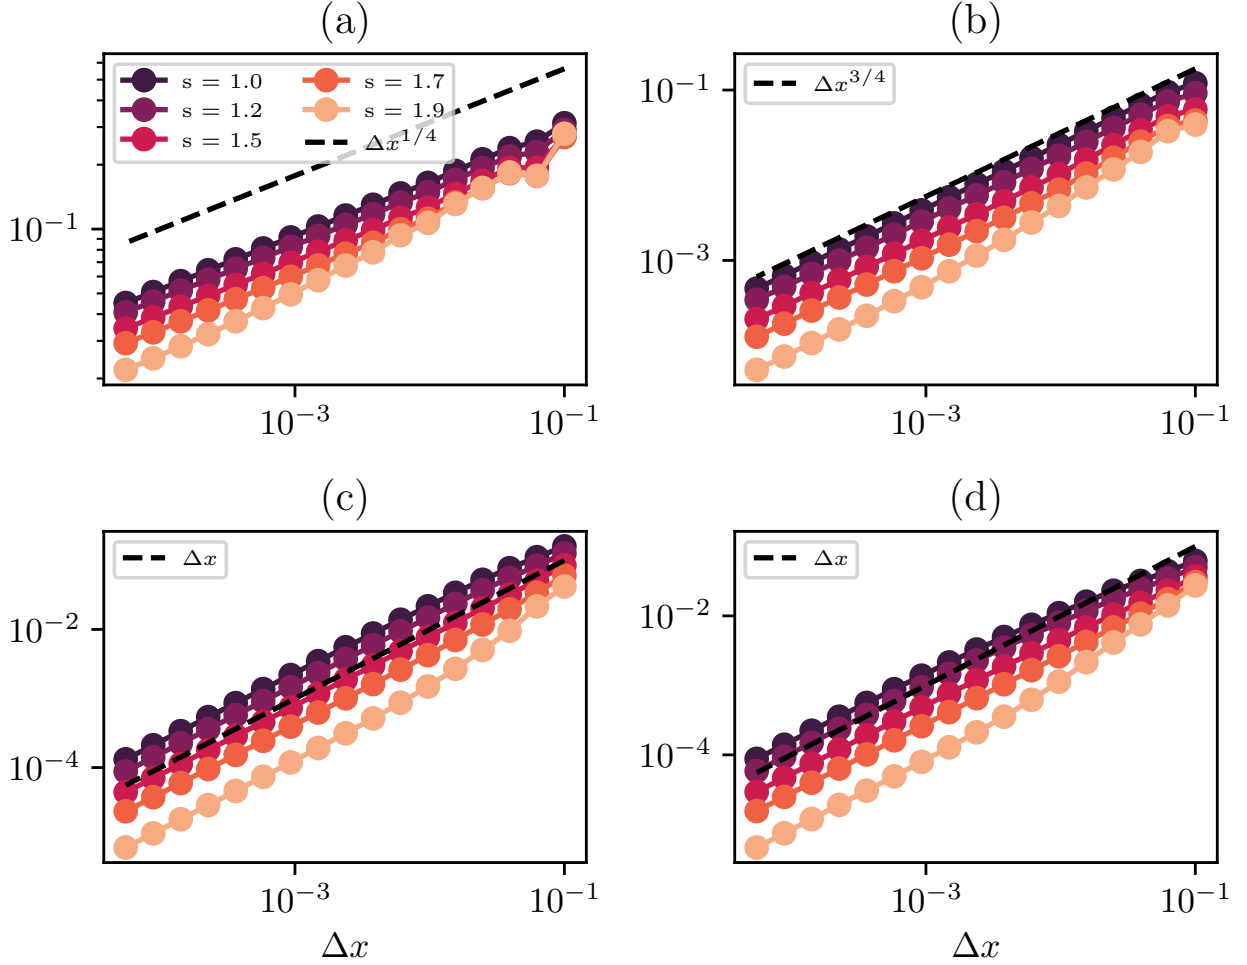 (a)
s = 1.0
s = 1.2
s = 1.5
s = 1.7
s = 1.9
Δx^{1/4}
10^{-1}
10^{-3}
10^{-1}
(b)
Δx^{3/4}
10^{-1}
10^{-3}
10^{-3}
10^{-1}
(c)
Δx
10^{-2}
10^{-4}
10^{-3}
10^{-1}
Δx
(d)
Δx
10^{-2}
10^{-4}
10^{-3}
10^{-1}
Δx